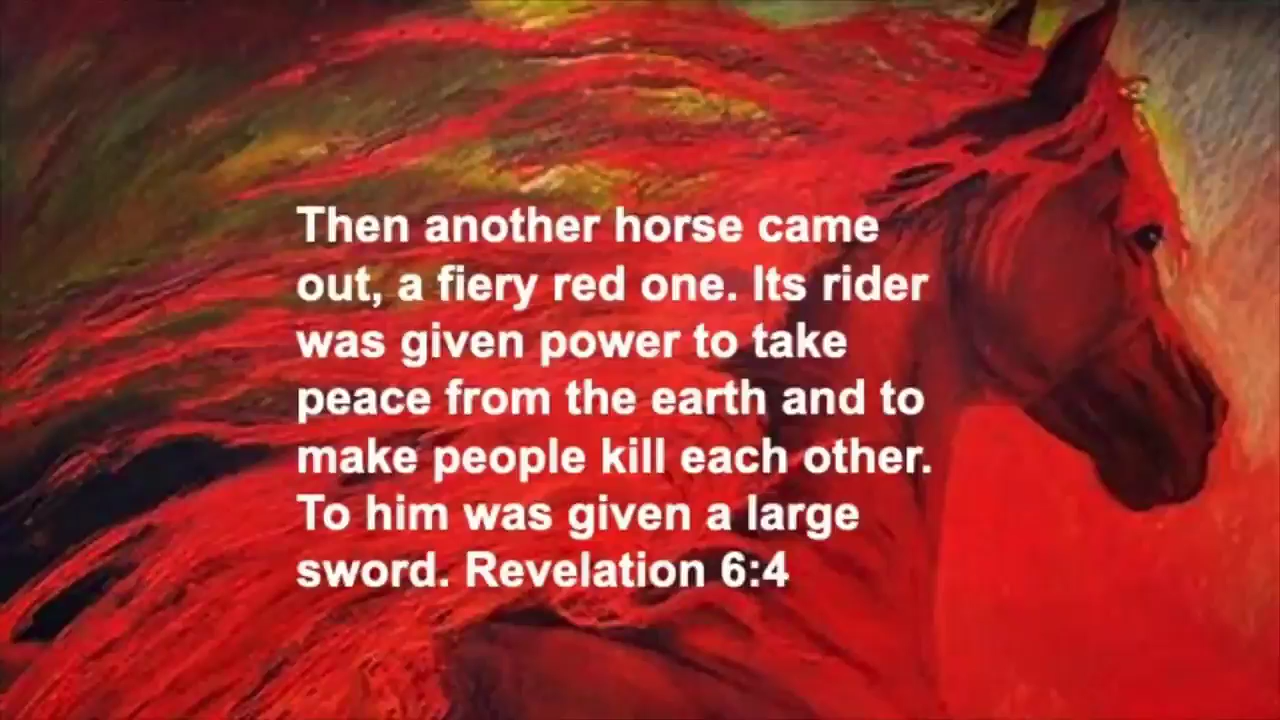 Then another horse came
out, a fiery red one. Its rider
was given power to take
peace from the earth and to
make people kill each other.
To him was given a large
sword. Revelation 6:4